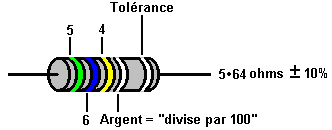 Tolérance
5 4
5•64 ohms ± 10%
6 Argent = "divise par 100"